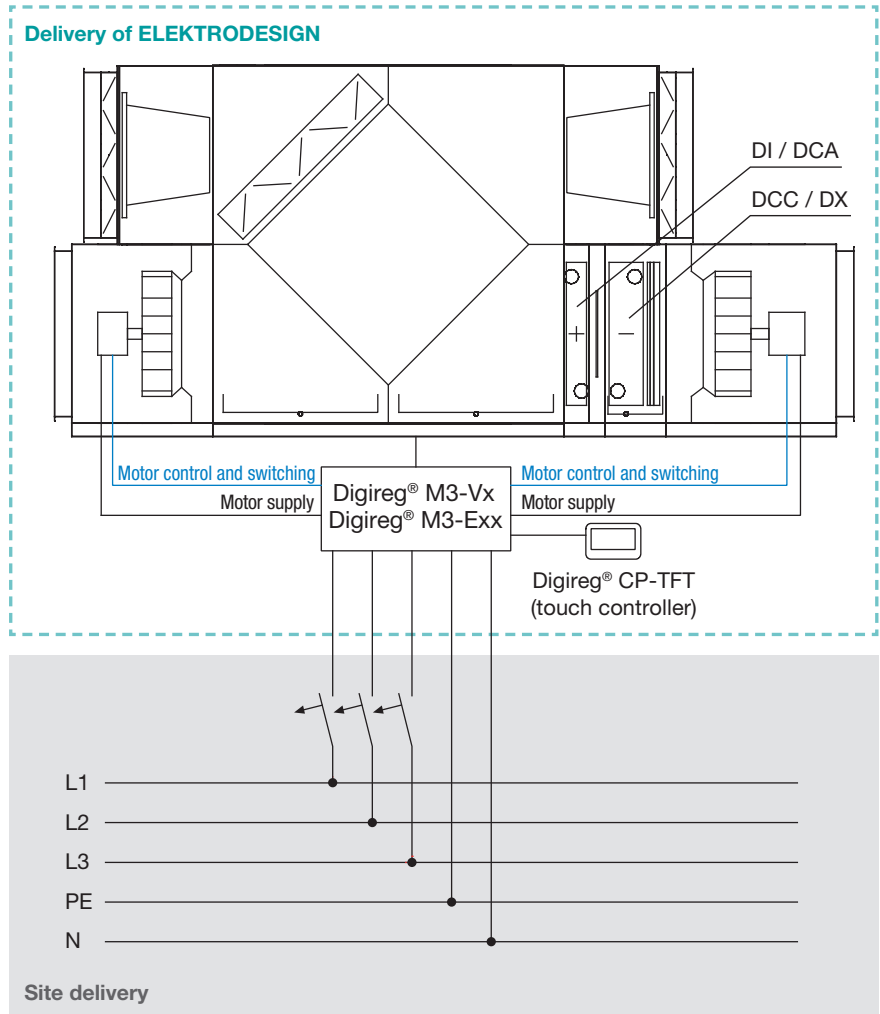 Delivery of ELEKTRODESIGN
DI / DCA
DCC / DX
+
−
Motor control and switching
Motor supply
Digireg® M3-Vx
Digireg® M3-Exx
Motor control and switching
Motor supply
Digireg® CP-TFT
(touch controller)
L1
L2
L3
PE
N
Site delivery